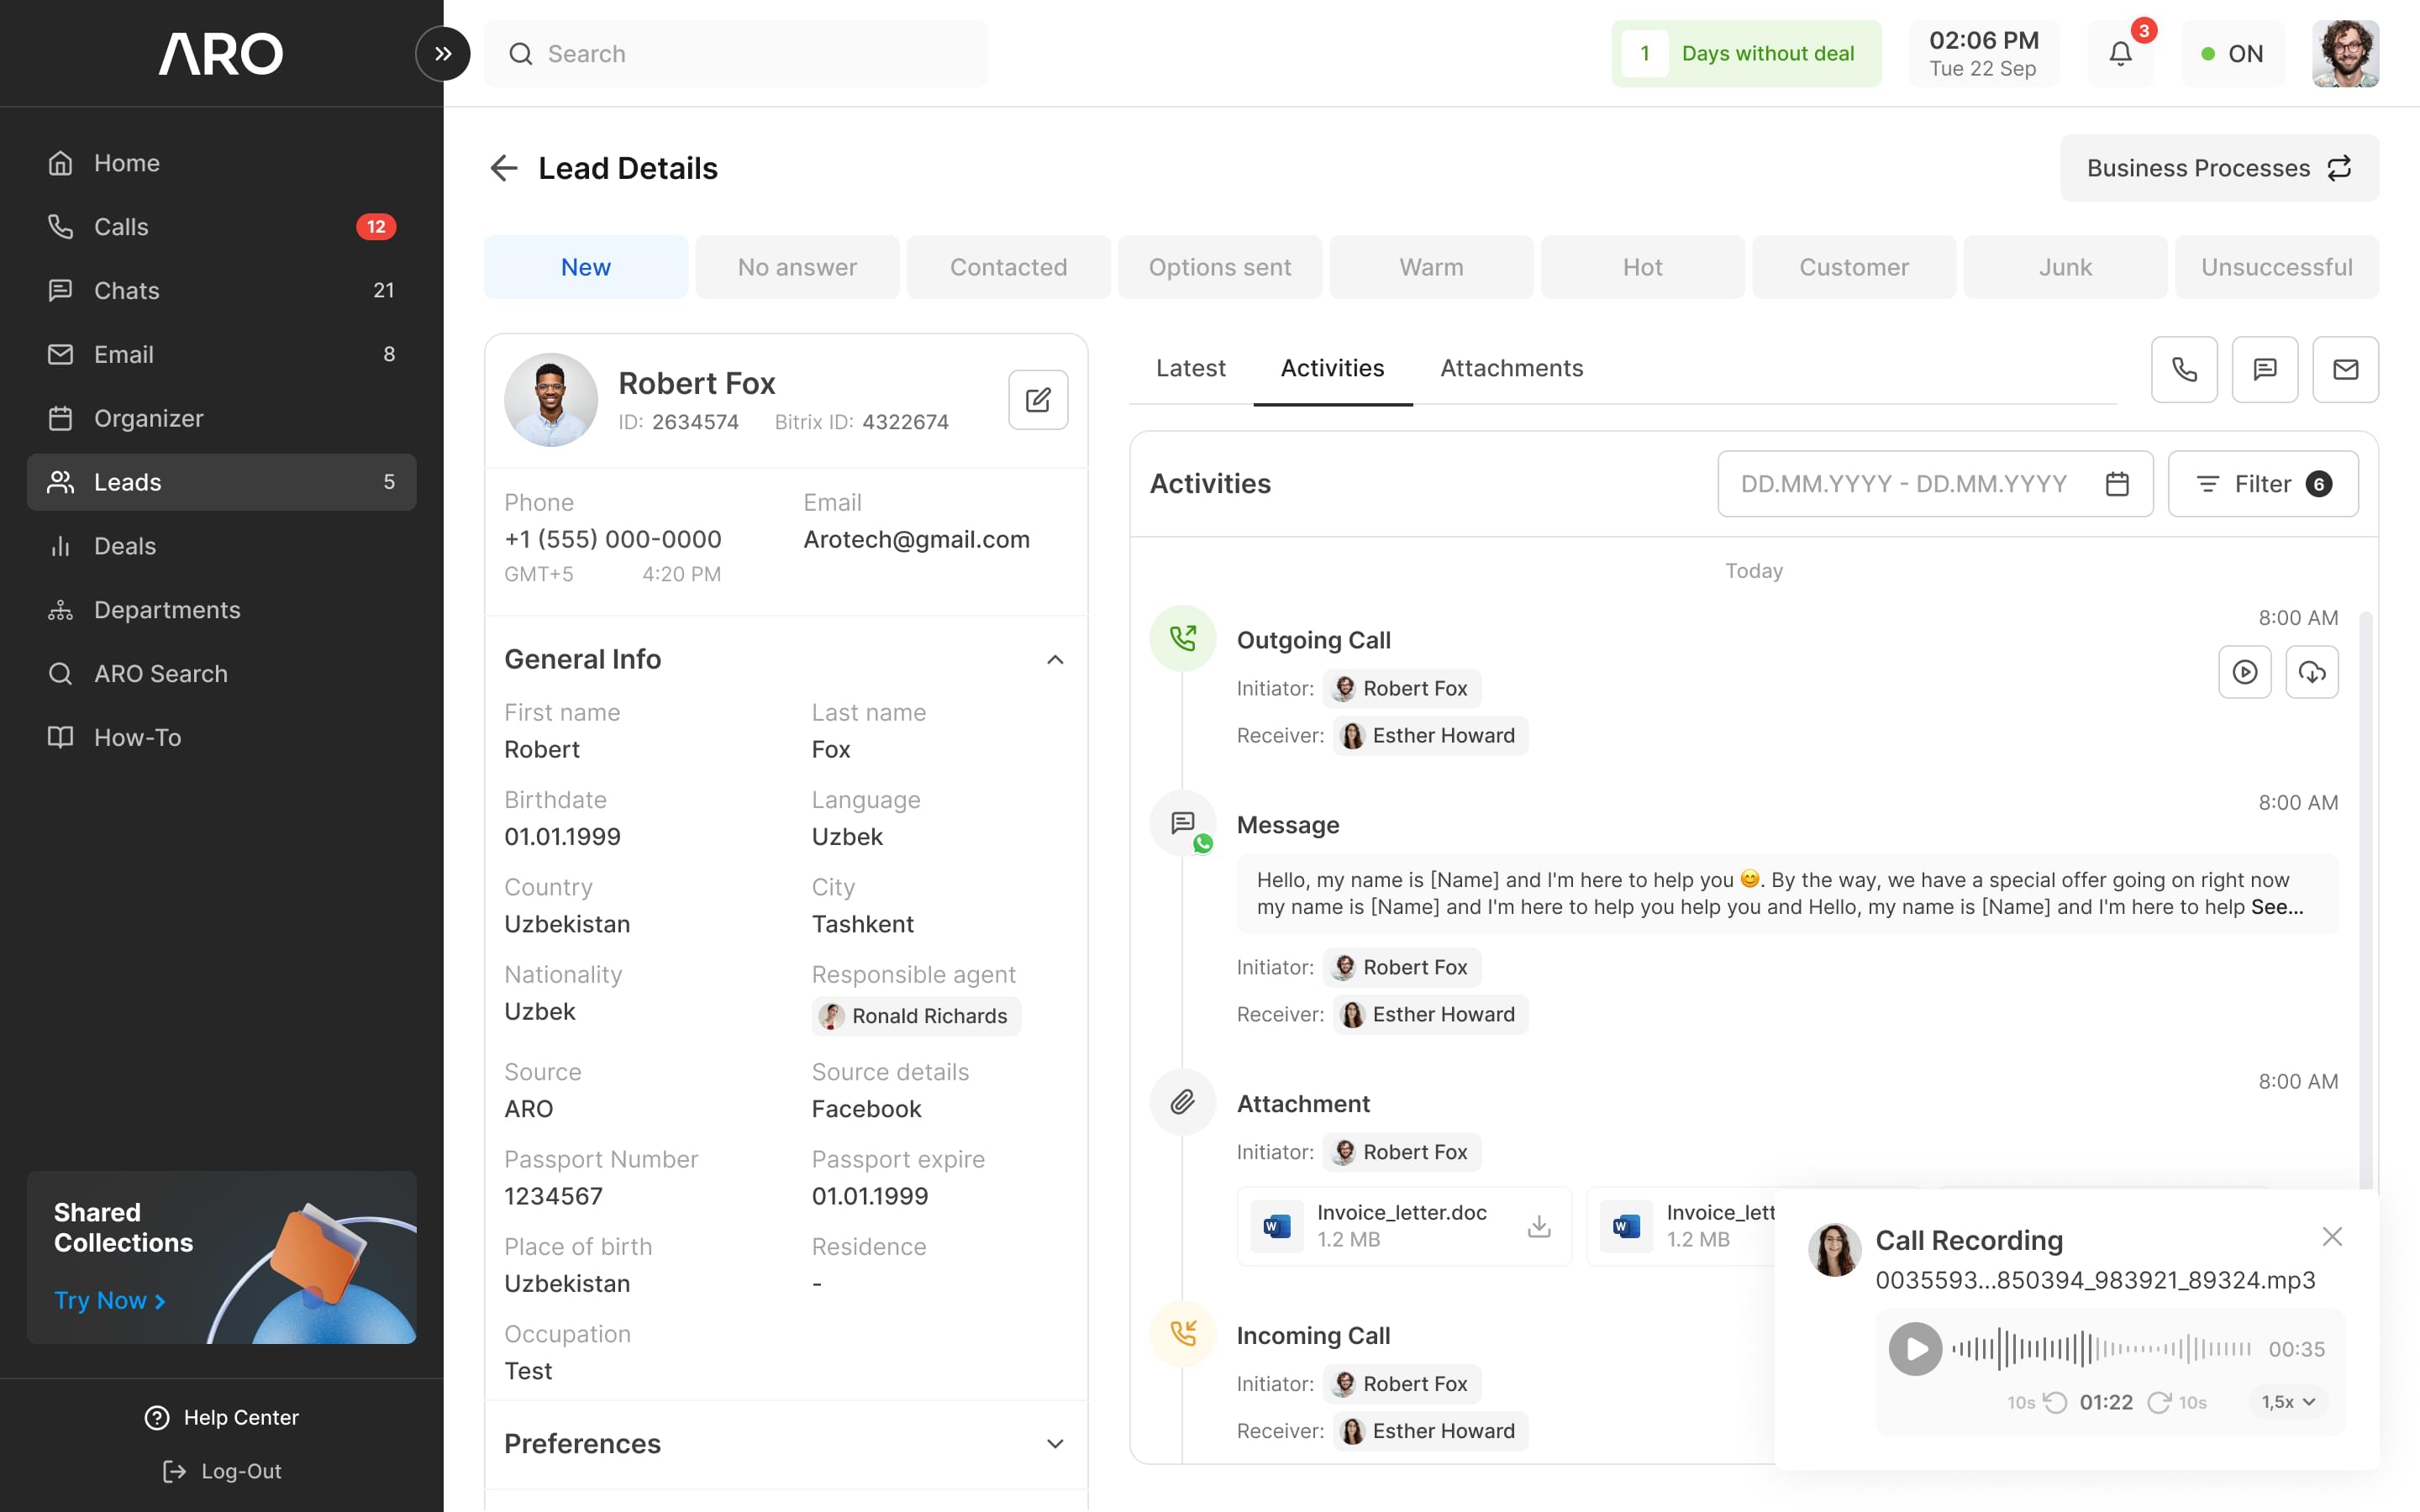 ARO
Search
1
Days without deal
02:06 PM
Tue 22 Sep
3
ON
Home
Calls
12
Chats
21
Email
8
Organizer
Leads
5
Deals
Departments
ARO Search
How-To
Shared
Collections
Try Now
Help Center
Log-Out
Lead Details
Business Processes
New
No answer
Contacted
Options sent
Warm
Hot
Customer
Junk
Unsuccessful
Robert Fox
ID: 2634574 Bitrix ID: 4322674
Phone
+1 (555) 000-0000
GMT+5 4:20 PM
Email
Arotech@gmail.com
General Info
First name
Robert
Last name
Fox
Birthdate
01.01.1999
Language
Uzbek
Country
Uzbekistan
City
Tashkent
Nationality
Uzbek
Responsible agent
Ronald Richards
Source
ARO
Source details
Facebook
Passport Number
1234567
Passport expire
01.01.1999
Place of birth
Uzbekistan
Residence
-
Occupation
Test
Preferences
Latest
Activities
Attachments
Activities
DD.MM.YYYY - DD.MM.YYYY
Filter 6
Today
8:00 AM
Outgoing Call
Initiator: Robert Fox
Receiver: Esther Howard
8:00 AM
Message
Hello, my name is [Name] and I'm here to help you 😊. By the way, we have a special offer going on right now
my name is [Name] and I'm here to help you help you and Hello, my name is [Name] and I'm here to help See...
Initiator: Robert Fox
Receiver: Esther Howard
8:00 AM
Attachment
Initiator: Robert Fox
W
Invoice_letter.doc
1.2 MB
W
Invoice_lett
1.2 MB
Incoming Call
Initiator: Robert Fox
Receiver: Esther Howard
Call Recording
0035593...850394_983921_89324.mp3
00:35
10s 01:22 10s
1,5x